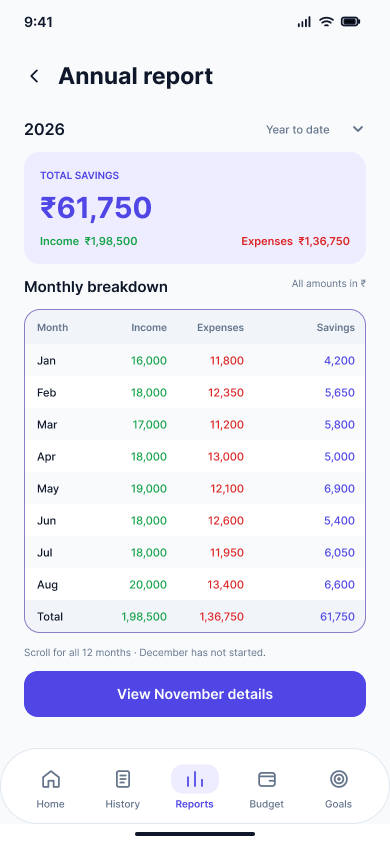 9:41
Annual report
2026 Year to date
TOTAL SAVINGS
₹61,750
Income ₹1,98,500 Expenses ₹1,36,750
Monthly breakdown All amounts in ₹
Month Income Expenses Savings
Jan 16,000 11,800 4,200
Feb 18,000 12,350 5,650
Mar 17,000 11,200 5,800
Apr 18,000 13,000 5,000
May 19,000 12,100 6,900
Jun 18,000 12,600 5,400
Jul 18,000 11,950 6,050
Aug 20,000 13,400 6,600
Total 1,98,500 1,36,750 61,750
Scroll for all 12 months · December has not started.
View November details
Home History Reports Budget Goals